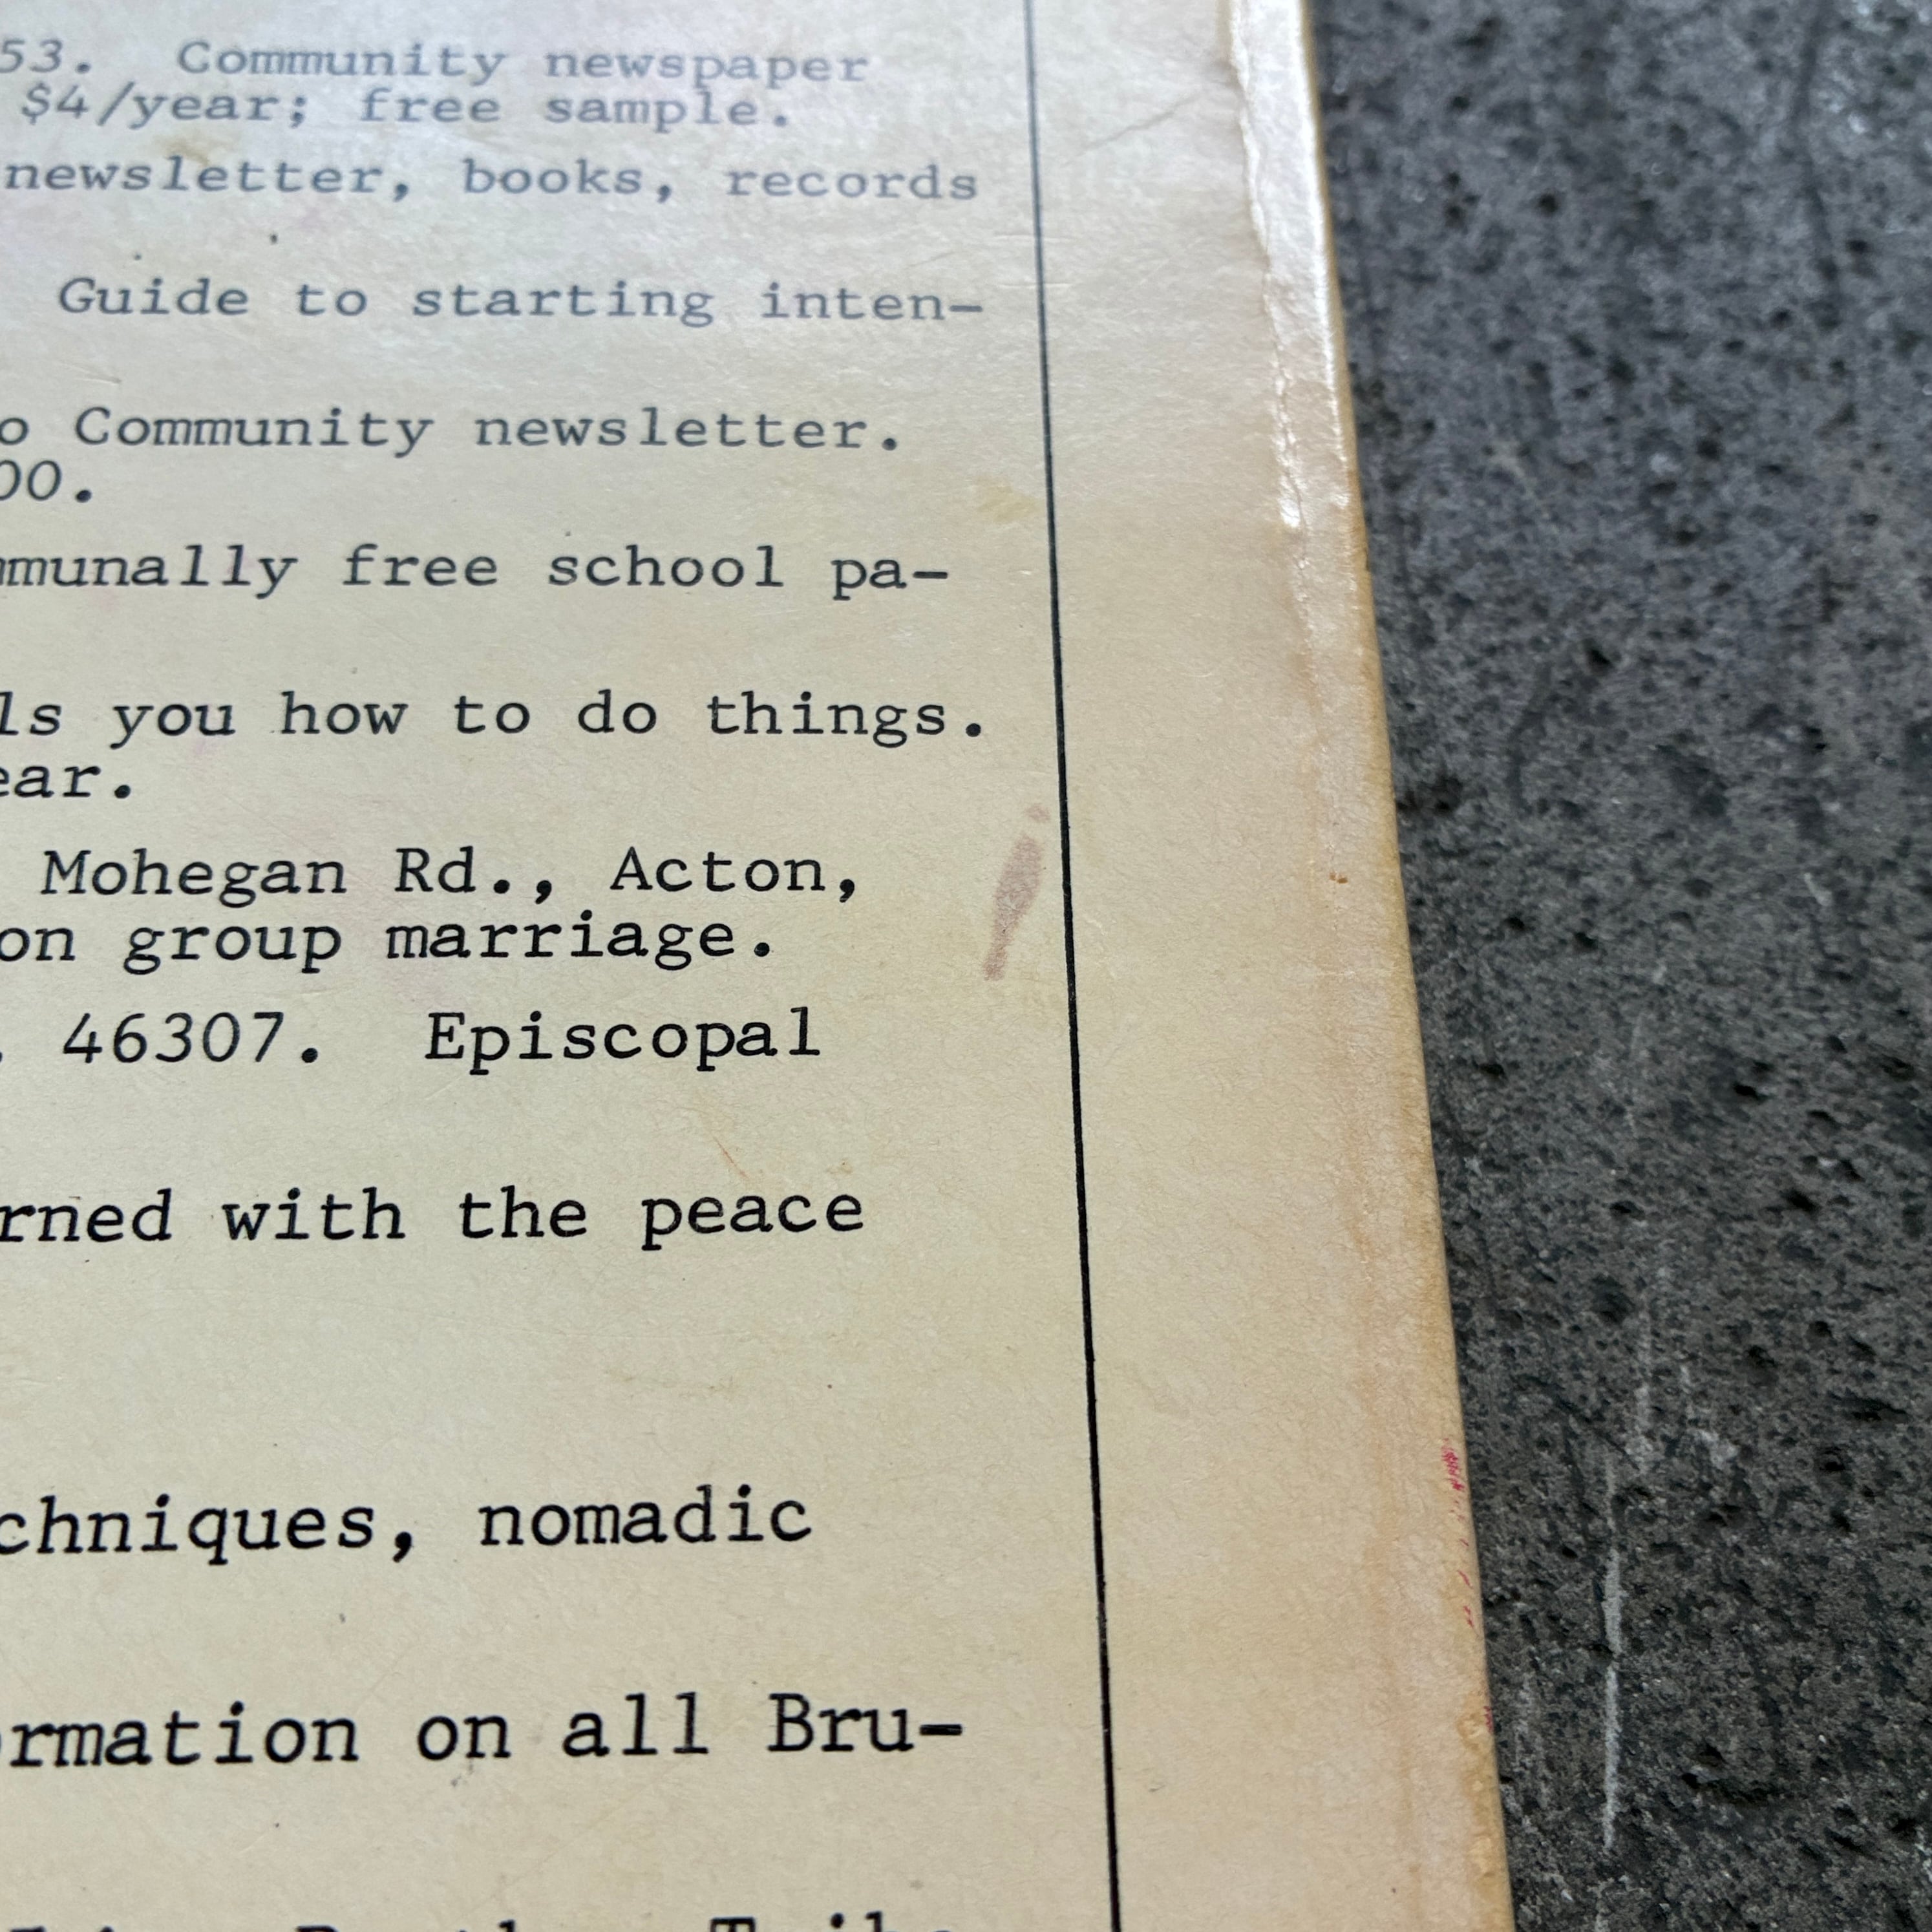 53. Community newspaper
$4/year; free sample.
newsletter, books, records
Guide to starting inten-
o Community newsletter.
00.
mmunally free school pa-
ls you how to do things.
ear.
Mohegan Rd., Acton,
on group marriage.
46307. Episcopal
rned with the peace
chniques, nomadic
ormation on all Bru-